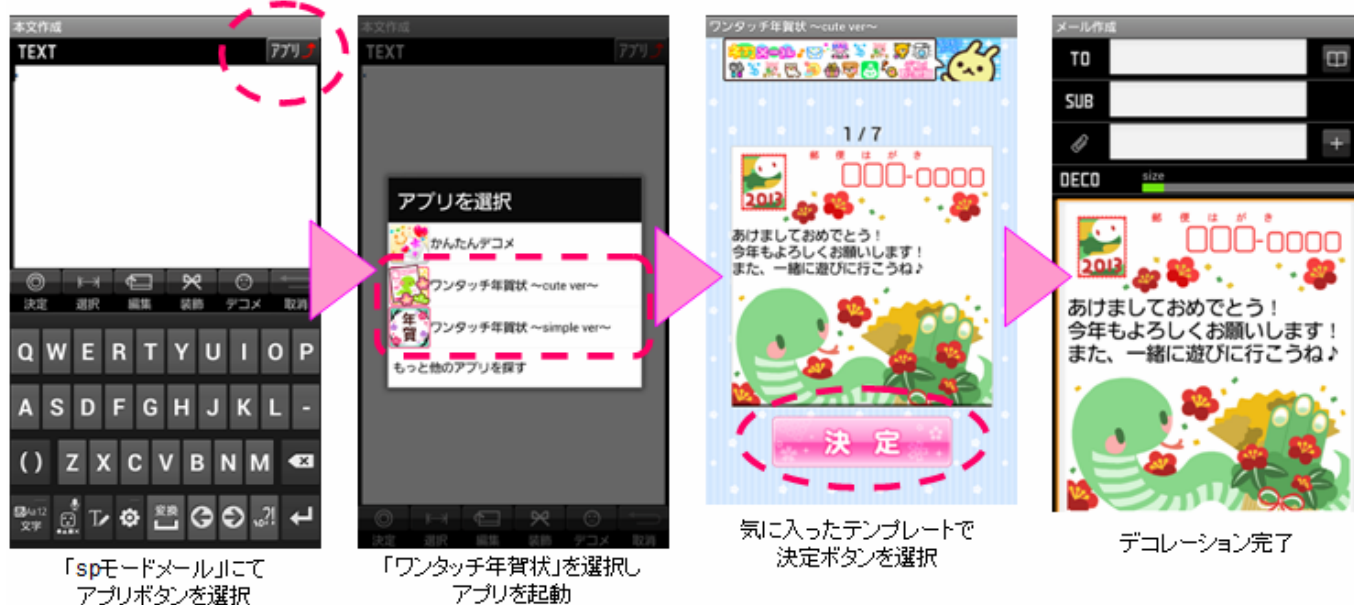 本文作成
TEXT
アプリ
決定 選択 編集 装飾 デコメ 取消
Q W E R T Y U I O P
A S D F G H J K L -
( ) Z X C V B N M
文字
変換
「spモードメール」にて
アプリボタンを選択
本文作成
TEXT
アプリ
アプリを選択
かんたんデコメ
ワンタッチ年賀状 ～cute ver～
年賀
ワンタッチ年賀状 ～simple ver～
もっと他のアプリを探す
決定 選択 編集 装飾 デコメ 取消
「ワンタッチ年賀状」を選択し
アプリを起動
ワンタッチ年賀状 ～cute ver～
1 / 7
郵便はがき
2013
あけましておめでとう！
今年もよろしくお願いします！
また、一緒に遊びに行こうね♪
決定
気に入ったテンプレートで
決定ボタンを選択
メール作成
TO
SUB
DECO size
郵便はがき
2013
あけましておめでとう！
今年もよろしくお願いします！
また、一緒に遊びに行こうね♪
デコレーション完了